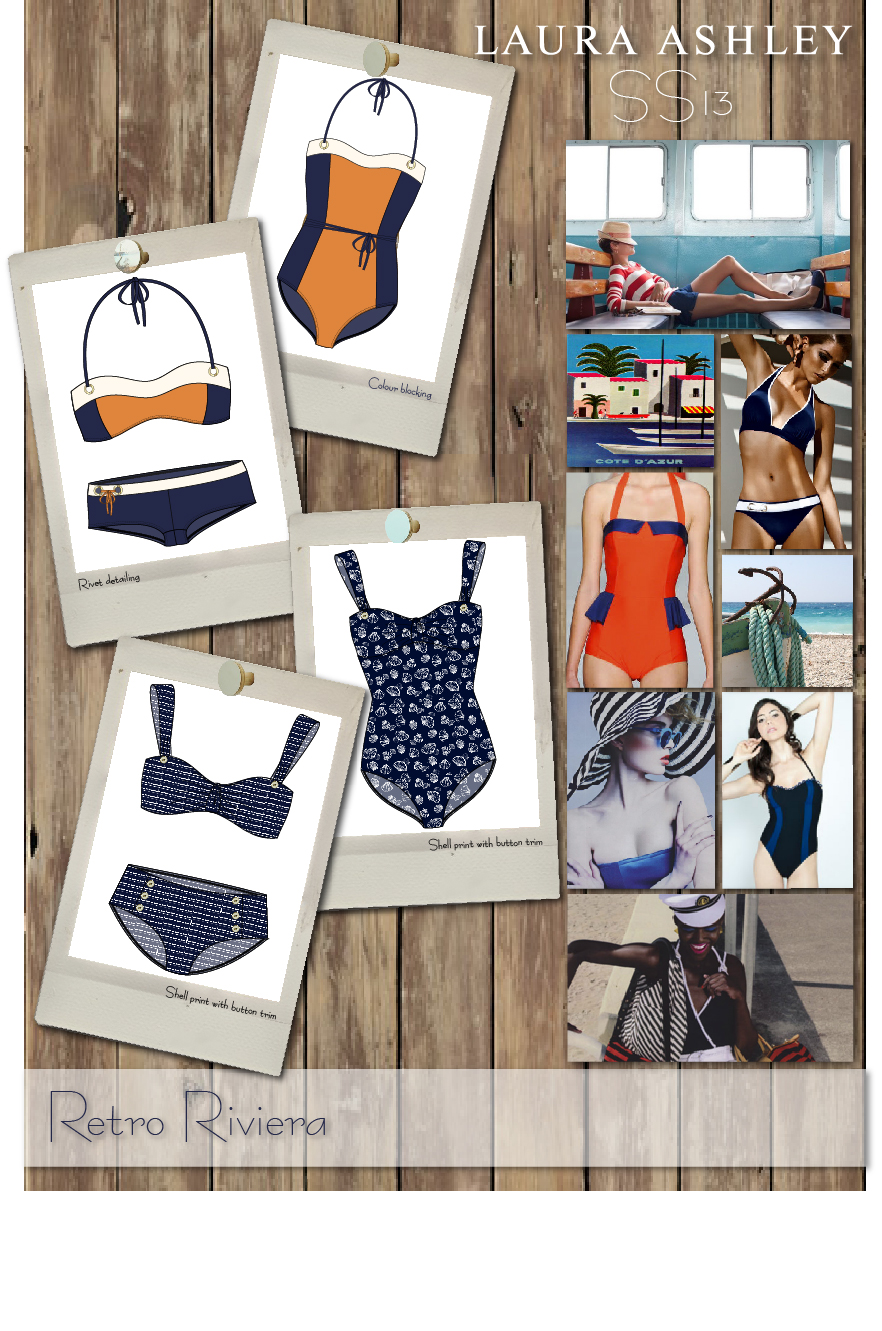 LAURA ASHLEY
SS13
Colour blocking
Rivet detailing
COTE D'AZUR
Shell print with button trim
Shell print with button trim
Retro Riviera